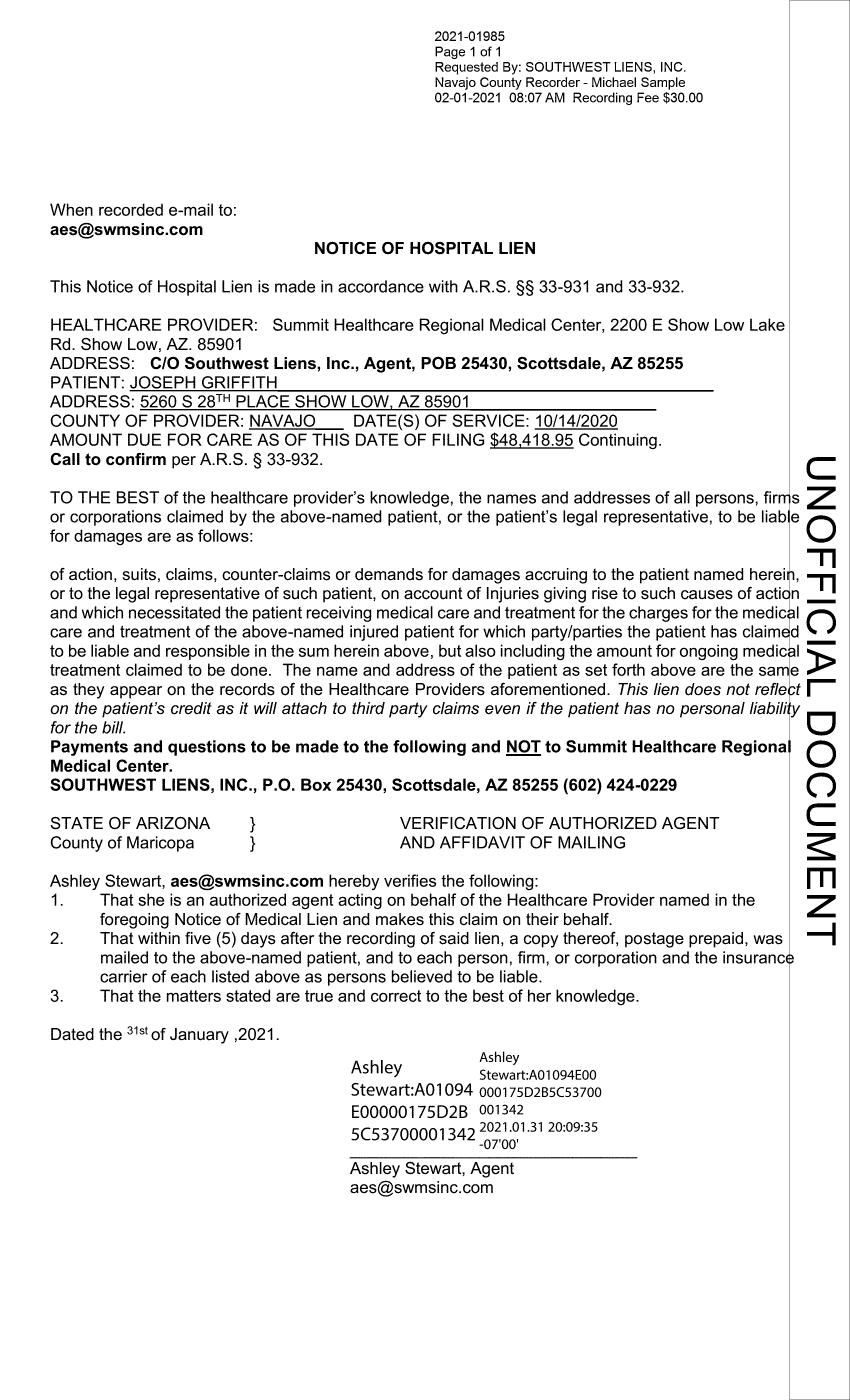 2021-01985
Page 1 of 1
Requested By: SOUTHWEST LIENS, INC.
Navajo County Recorder - Michael Sample
02-01-2021 08:07 AM Recording Fee $30.00
When recorded e-mail to:
aes@swmsinc.com
NOTICE OF HOSPITAL LIEN
This Notice of Hospital Lien is made in accordance with A.R.S. §§ 33-931 and 33-932.
HEALTHCARE PROVIDER: Summit Healthcare Regional Medical Center, 2200 E Show Low Lake
Rd. Show Low, AZ. 85901
ADDRESS: C/O Southwest Liens, Inc., Agent, POB 25430, Scottsdale, AZ 85255
PATIENT: JOSEPH GRIFFITH
ADDRESS: 5260 S 28TH PLACE SHOW LOW, AZ 85901
COUNTY OF PROVIDER: NAVAJO___ DATE(S) OF SERVICE: 10/14/2020
AMOUNT DUE FOR CARE AS OF THIS DATE OF FILING $48,418.95 Continuing.
Call to confirm per A.R.S. § 33-932.
TO THE BEST of the healthcare provider's knowledge, the names and addresses of all persons, firms
or corporations claimed by the above-named patient, or the patient's legal representative, to be liable
for damages are as follows:
of action, suits, claims, counter-claims or demands for damages accruing to the patient named herein,
or to the legal representative of such patient, on account of Injuries giving rise to such causes of action
and which necessitated the patient receiving medical care and treatment for the charges for the medical
care and treatment of the above-named injured patient for which party/parties the patient has claimed
to be liable and responsible in the sum herein above, but also including the amount for ongoing medical
treatment claimed to be done. The name and address of the patient as set forth above are the same
as they appear on the records of the Healthcare Providers aforementioned. This lien does not reflect
on the patient's credit as it will attach to third party claims even if the patient has no personal liability
for the bill.
Payments and questions to be made to the following and NOT to Summit Healthcare Regional
Medical Center.
SOUTHWEST LIENS, INC., P.O. Box 25430, Scottsdale, AZ 85255 (602) 424-0229
STATE OF ARIZONA } VERIFICATION OF AUTHORIZED AGENT
County of Maricopa } AND AFFIDAVIT OF MAILING
Ashley Stewart, aes@swmsinc.com hereby verifies the following:
1. That she is an authorized agent acting on behalf of the Healthcare Provider named in the
foregoing Notice of Medical Lien and makes this claim on their behalf.
2. That within five (5) days after the recording of said lien, a copy thereof, postage prepaid, was
mailed to the above-named patient, and to each person, firm, or corporation and the insurance
carrier of each listed above as persons believed to be liable.
3. That the matters stated are true and correct to the best of her knowledge.
Dated the 31st of January ,2021.
Ashley
Stewart:A01094
E00000175D2B
5C53700001342
Ashley
Stewart:A01094E00
000175D2B5C53700
001342
2021.01.31 20:09:35
-07'00'
Ashley Stewart, Agent
aes@swmsinc.com
UNOFFICIAL DOCUMENT